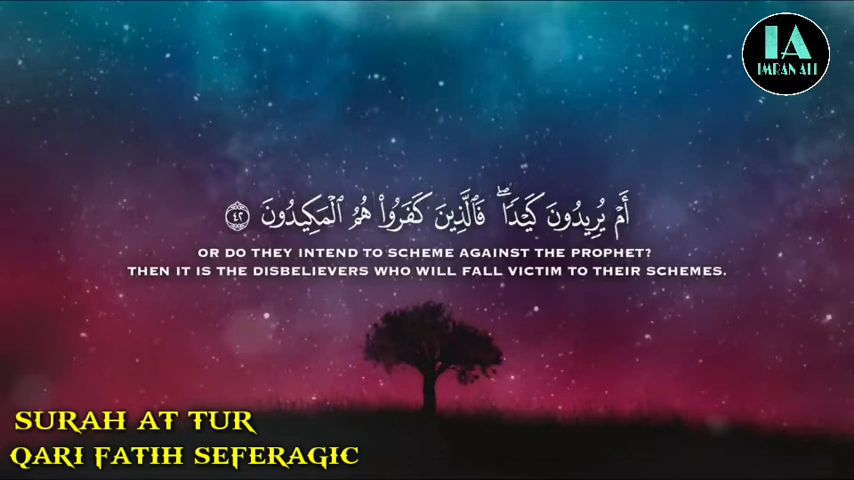 IA
IMRAN ALI
أَمْ يُرِيدُونَ كَيْدًا ۖ فَٱلَّذِينَ كَفَرُوا۟ هُمُ ٱلْمَكِيدُونَ ٤٢
OR DO THEY INTEND TO SCHEME AGAINST THE PROPHET?
THEN IT IS THE DISBELIEVERS WHO WILL FALL VICTIM TO THEIR SCHEMES.
SURAH AT TUR
QARI FATIH SEFERAGIC